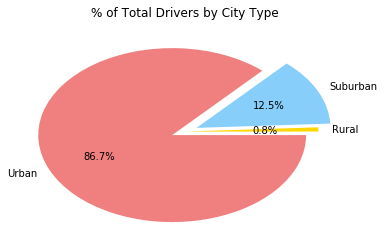 % of Total Drivers by City Type
Suburban
12.5%
0.8%
Rural
86.7%
Urban